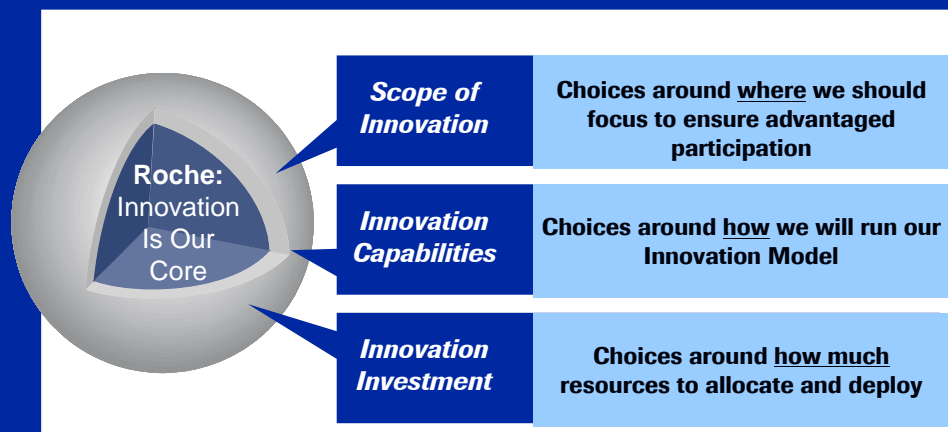 Roche:
Innovation
Is Our
Core
Scope of
Innovation
Choices around where we should
focus to ensure advantaged
participation
Innovation
Capabilities
Choices around how we will run our
Innovation Model
Innovation
Investment
Choices around how much
resources to allocate and deploy